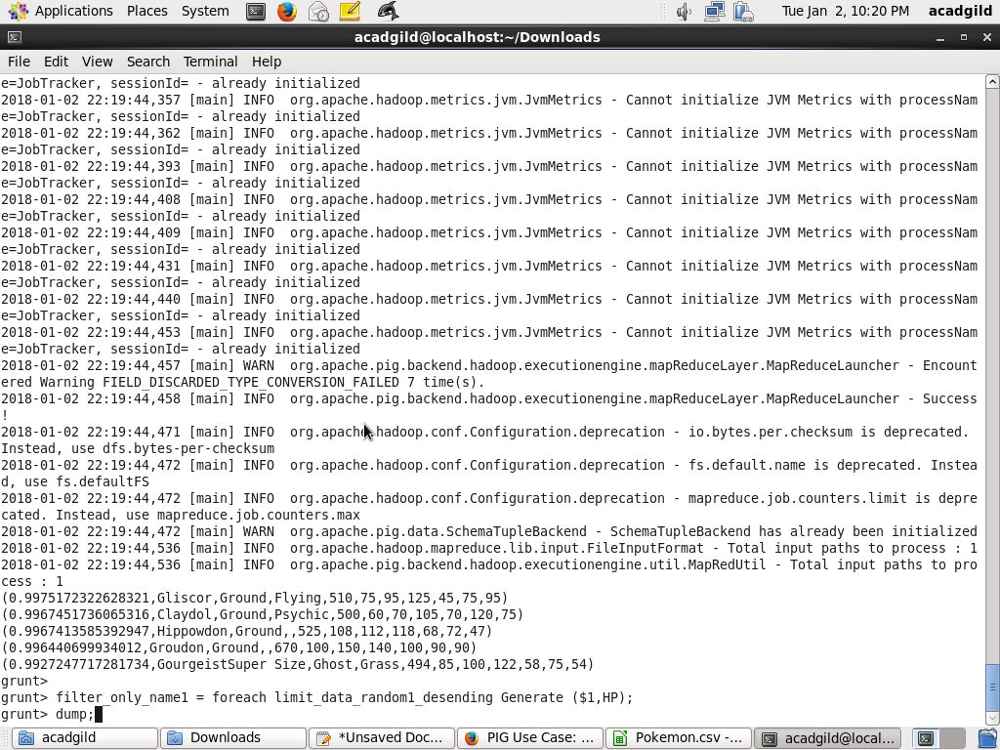 Applications Places System Tue Jan 2, 10:20 PM acadgild
acadgild@localhost:~/Downloads
File Edit View Search Terminal Help
e=JobTracker, sessionId= - already initialized
2018-01-02 22:19:44,357 [main] INFO  org.apache.hadoop.metrics.jvm.JvmMetrics - Cannot initialize JVM Metrics with processNam
e=JobTracker, sessionId= - already initialized
2018-01-02 22:19:44,362 [main] INFO  org.apache.hadoop.metrics.jvm.JvmMetrics - Cannot initialize JVM Metrics with processNam
e=JobTracker, sessionId= - already initialized
2018-01-02 22:19:44,393 [main] INFO  org.apache.hadoop.metrics.jvm.JvmMetrics - Cannot initialize JVM Metrics with processNam
e=JobTracker, sessionId= - already initialized
2018-01-02 22:19:44,408 [main] INFO  org.apache.hadoop.metrics.jvm.JvmMetrics - Cannot initialize JVM Metrics with processNam
e=JobTracker, sessionId= - already initialized
2018-01-02 22:19:44,409 [main] INFO  org.apache.hadoop.metrics.jvm.JvmMetrics - Cannot initialize JVM Metrics with processNam
e=JobTracker, sessionId= - already initialized
2018-01-02 22:19:44,431 [main] INFO  org.apache.hadoop.metrics.jvm.JvmMetrics - Cannot initialize JVM Metrics with processNam
e=JobTracker, sessionId= - already initialized
2018-01-02 22:19:44,440 [main] INFO  org.apache.hadoop.metrics.jvm.JvmMetrics - Cannot initialize JVM Metrics with processNam
e=JobTracker, sessionId= - already initialized
2018-01-02 22:19:44,453 [main] INFO  org.apache.hadoop.metrics.jvm.JvmMetrics - Cannot initialize JVM Metrics with processNam
e=JobTracker, sessionId= - already initialized
2018-01-02 22:19:44,457 [main] WARN  org.apache.pig.backend.hadoop.executionengine.mapReduceLayer.MapReduceLauncher - Encount
ered Warning FIELD_DISCARDED_TYPE_CONVERSION_FAILED 7 time(s).
2018-01-02 22:19:44,458 [main] INFO  org.apache.pig.backend.hadoop.executionengine.mapReduceLayer.MapReduceLauncher - Success
!
2018-01-02 22:19:44,471 [main] INFO  org.apache.hadoop.conf.Configuration.deprecation - io.bytes.per.checksum is deprecated.
Instead, use dfs.bytes-per-checksum
2018-01-02 22:19:44,472 [main] INFO  org.apache.hadoop.conf.Configuration.deprecation - fs.default.name is deprecated. Instea
d, use fs.defaultFS
2018-01-02 22:19:44,472 [main] INFO  org.apache.hadoop.conf.Configuration.deprecation - mapreduce.job.counters.limit is depre
cated. Instead, use mapreduce.job.counters.max
2018-01-02 22:19:44,472 [main] WARN  org.apache.pig.data.SchemaTupleBackend - SchemaTupleBackend has already been initialized
2018-01-02 22:19:44,536 [main] INFO  org.apache.hadoop.mapreduce.lib.input.FileInputFormat - Total input paths to process : 1
2018-01-02 22:19:44,536 [main] INFO  org.apache.pig.backend.hadoop.executionengine.util.MapRedUtil - Total input paths to pro
cess : 1
(0.9975172322628321,Gliscor,Ground,Flying,510,75,95,125,45,75,95)
(0.9967451736065316,Claydol,Ground,Psychic,500,60,70,105,70,120,75)
(0.9967413585392947,Hippowdon,Ground,,525,108,112,118,68,72,47)
(0.996440699934012,Groudon,Ground,,670,100,150,140,100,90,90)
(0.9927247717281734,GourgeistSuper Size,Ghost,Grass,494,85,100,122,58,75,54)
grunt>
grunt> filter_only_name1 = foreach limit_data_random1_desending Generate ($1,HP);
grunt> dump;
acadgild Downloads *Unsaved Doc... PIG Use Case: ... Pokemon.csv -... acadgild@local...